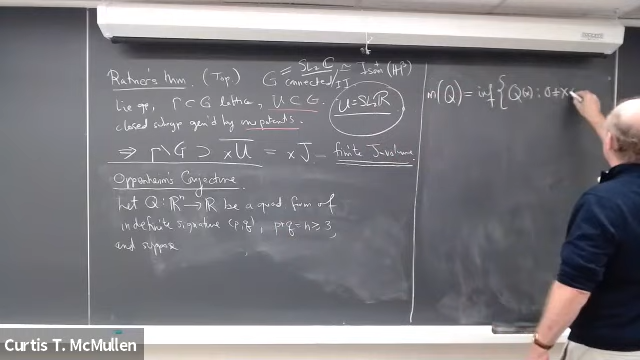 Ratner's Thm. (Top.) G = SL₂ℂ ≃ Isom(ℍ³)
connected
Lie gp, Γ⊂G lattice, U⊂G.
closed subgp gen'd by unipotents.
U = SL₂ℝ
⇒ Γ\G ⊃ xU = xJ - finite J-volume
Oppenheim's Conjecture
Let Q: ℝⁿ → ℝ be a quad form of
indefinite signature (p,q), p+q = n ≥ 3,
and suppose
m(Q) = inf { Q(x) : 0 ≠ x
Curtis T. McMullen